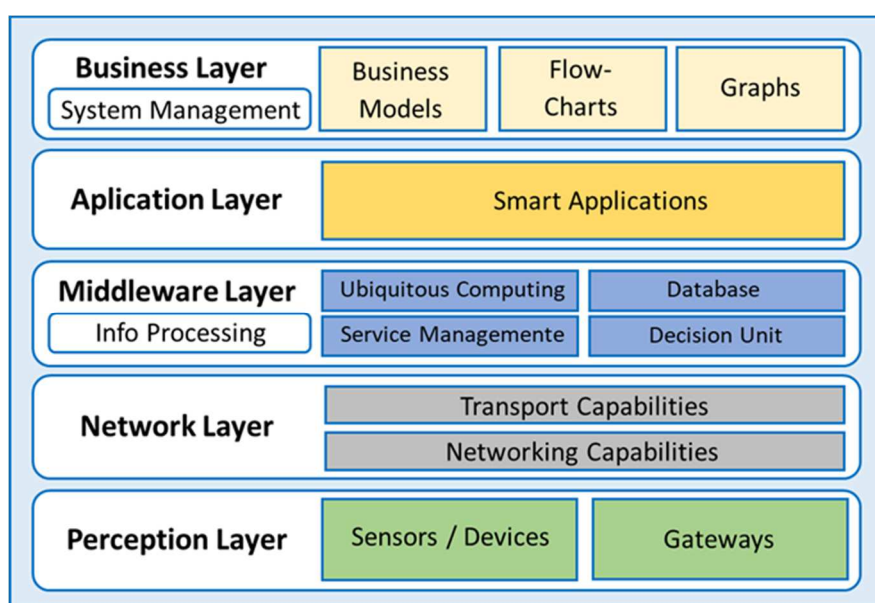 Business Layer
System Management
Business
Models
Flow-
Charts
Graphs
Aplication Layer
Smart Applications
Middleware Layer
Info Processing
Ubiquitous Computing
Database
Service Managemente
Decision Unit
Network Layer
Transport Capabilities
Networking Capabilities
Perception Layer
Sensors / Devices
Gateways